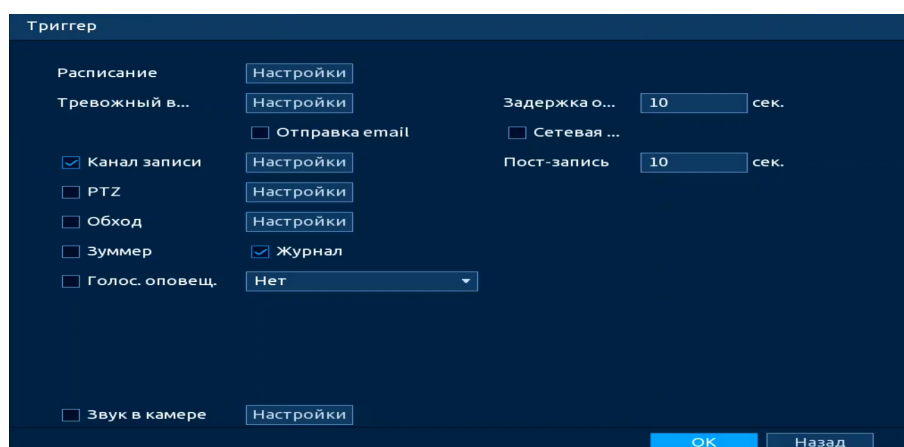 Триггер
Расписание Настройки
Тревожный в... Настройки Задержка о... 10 сек.
Отправка email Сетевая ...
Канал записи Настройки Пост-запись 10 сек.
PTZ Настройки
Обход Настройки
Зуммер Журнал
Голос. оповещ. Нет
Звук в камере Настройки
OK Назад